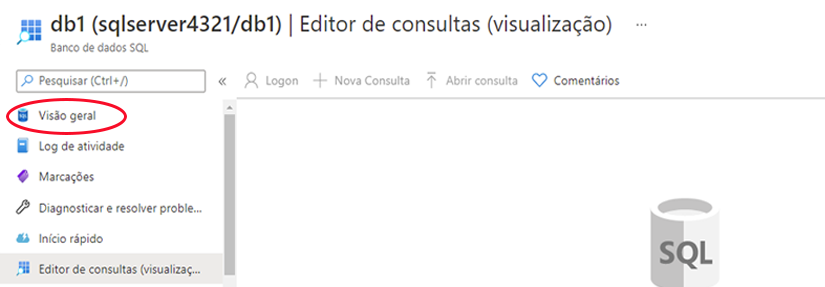 db1 (sqlserver4321/db1) | Editor de consultas (visualização) ...
Banco de dados SQL
Pesquisar (Ctrl+/) « Logon Nova Consulta Abrir consulta Comentários
Visão geral
Log de atividade
Marcações
Diagnosticar e resolver proble...
Início rápido
Editor de consultas (visualizaç...
SQL